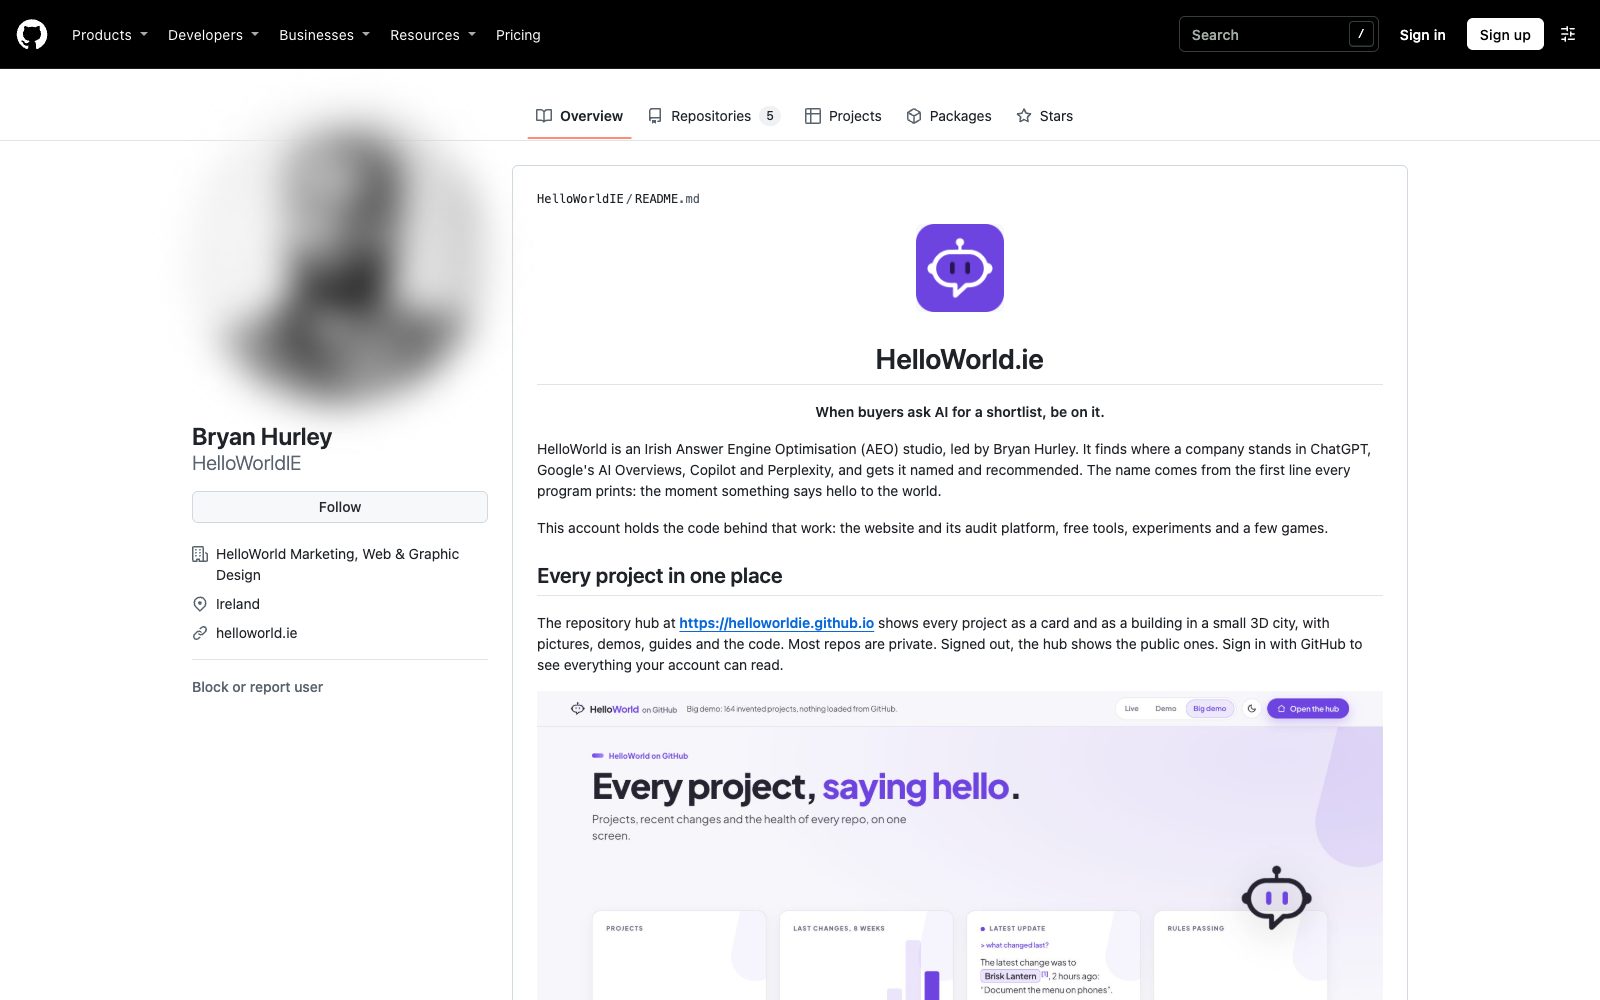 Products
Developers
Businesses
Resources
Pricing
Search
/
Sign in
Sign up
Overview
Repositories 5
Projects
Packages
Stars
Bryan Hurley
HelloWorldIE
Follow
HelloWorld Marketing, Web & Graphic
Design
Ireland
helloworld.ie
Block or report user
HelloWorldIE/README.md
HelloWorld.ie
When buyers ask AI for a shortlist, be on it.
HelloWorld is an Irish Answer Engine Optimisation (AEO) studio, led by Bryan Hurley. It finds where a company stands in ChatGPT,
Google's AI Overviews, Copilot and Perplexity, and gets it named and recommended. The name comes from the first line every
program prints: the moment something says hello to the world.
This account holds the code behind that work: the website and its audit platform, free tools, experiments and a few games.
Every project in one place
The repository hub at https://helloworldie.github.io shows every project as a card and as a building in a small 3D city, with
pictures, demos, guides and the code. Most repos are private. Signed out, the hub shows the public ones. Sign in with GitHub to
see everything your account can read.
HelloWorld on GitHub
Big demo: 164 invented projects, nothing loaded from GitHub.
Live
Demo
Big demo
Open the hub
HelloWorld on GitHub
Every project, saying hello.
Projects, recent changes and the health of every repo, on one
screen.
PROJECTS
LAST CHANGES, 8 WEEKS
LATEST UPDATE
> what changed last?
The latest change was to
Brisk Lantern [1], 2 hours ago:
"Document the menu on phones".
RULES PASSING